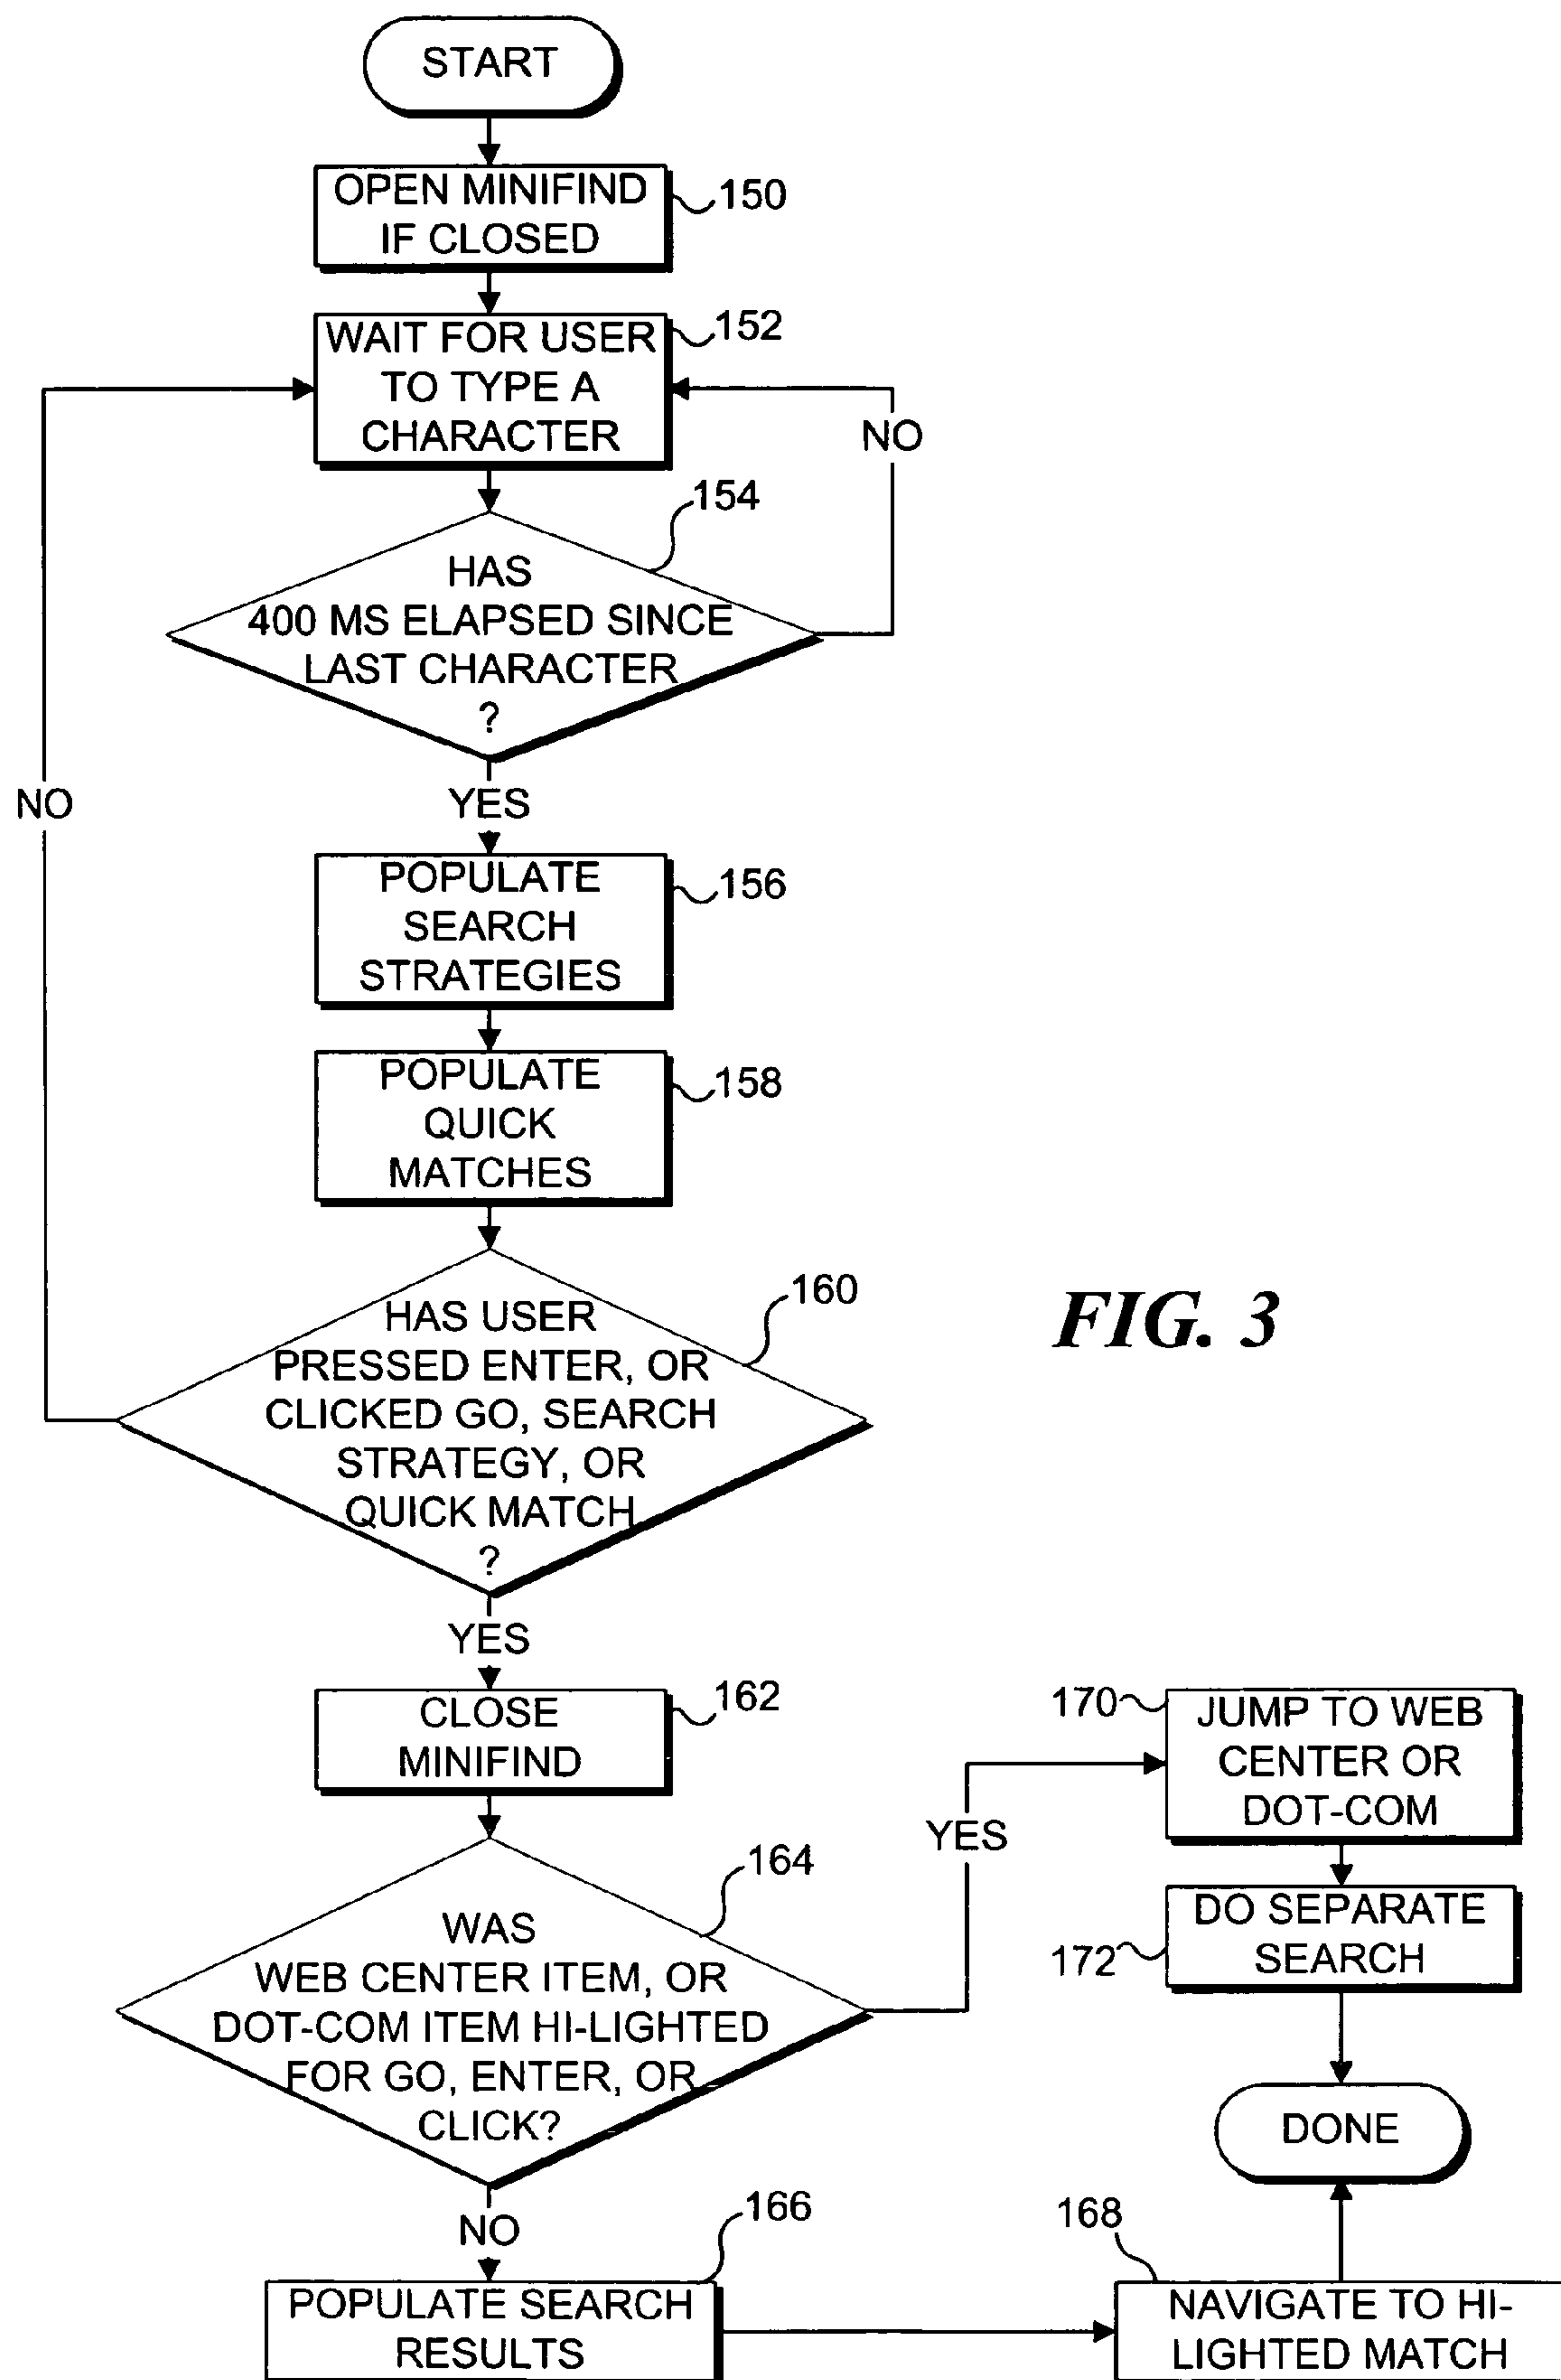 START
OPEN MINIFIND
IF CLOSED
150
WAIT FOR USER
TO TYPE A
CHARACTER
152
NO
154
HAS
400 MS ELAPSED SINCE
LAST CHARACTER
?
NO
YES
POPULATE
SEARCH
STRATEGIES
156
POPULATE
QUICK
MATCHES
158
160
HAS USER
PRESSED ENTER, OR
CLICKED GO, SEARCH
STRATEGY, OR
QUICK MATCH
?
FIG. 3
YES
CLOSE
MINIFIND
162
170
JUMP TO WEB
CENTER OR
DOT-COM
YES
164
WAS
WEB CENTER ITEM, OR
DOT-COM ITEM HI-LIGHTED
FOR GO, ENTER, OR
CLICK?
172
DO SEPARATE
SEARCH
DONE
NO
166
POPULATE SEARCH
RESULTS
168
NAVIGATE TO HI-
LIGHTED MATCH